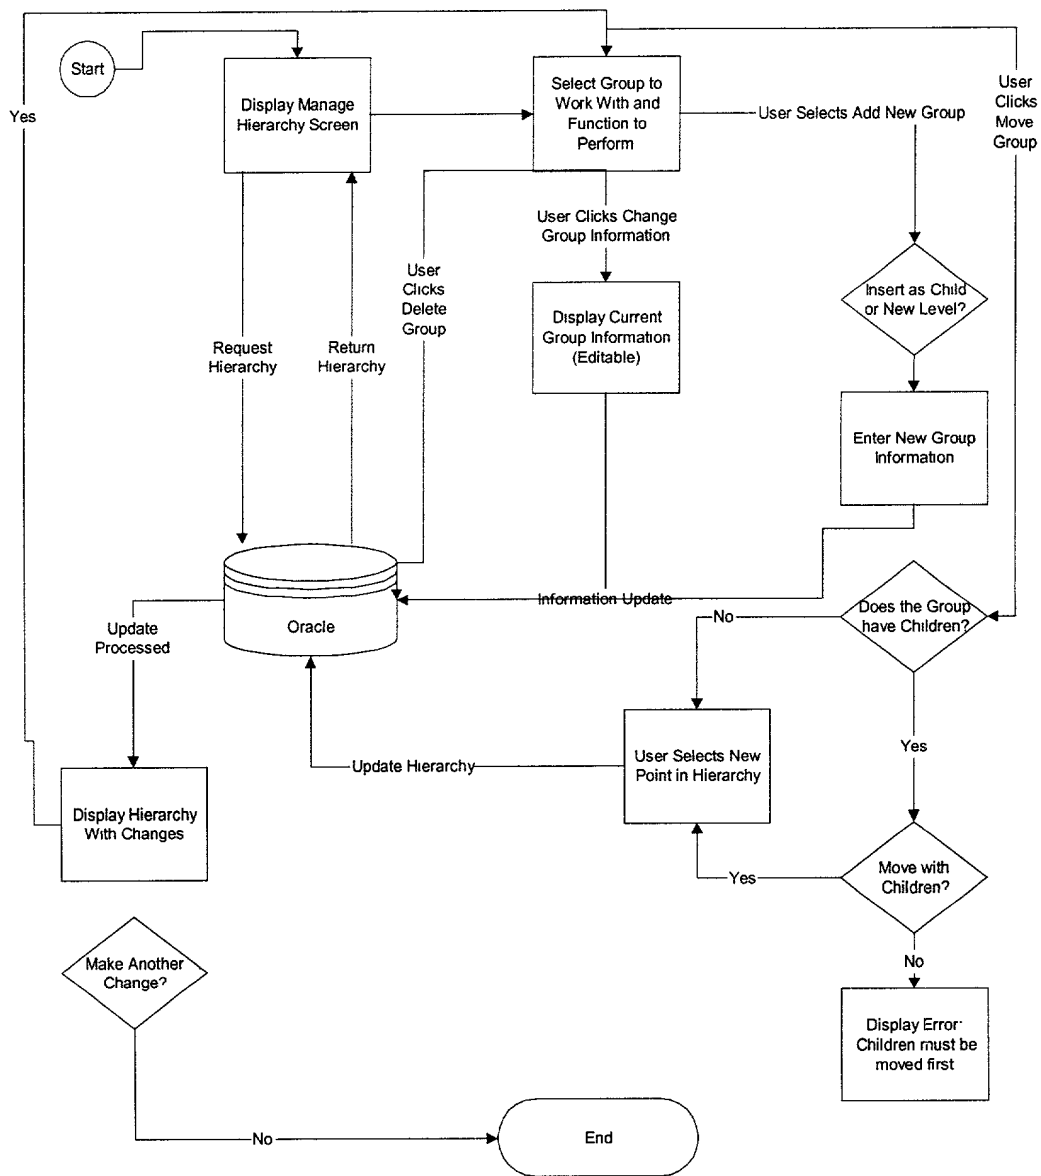 Start
Display Manage
Hierarchy Screen
Select Group to
Work With and
Function to
Perform
User Selects Add New Group
User
Clicks
Move
Group
Yes
User Clicks Change
Group Information
User
Clicks
Delete
Group
Insert as Child
or New Level?
Display Current
Group Information
(Editable)
Request
Hierarchy
Return
Hierarchy
Enter New Group
Information
Information Update
Oracle
Update
Processed
No
Does the Group
have Children?
Yes
User Selects New
Point in Hierarchy
Update Hierarchy
Display Hierarchy
With Changes
Yes
Move with
Children?
No
Make Another
Change?
Display Error:
Children must be
moved first
No
End